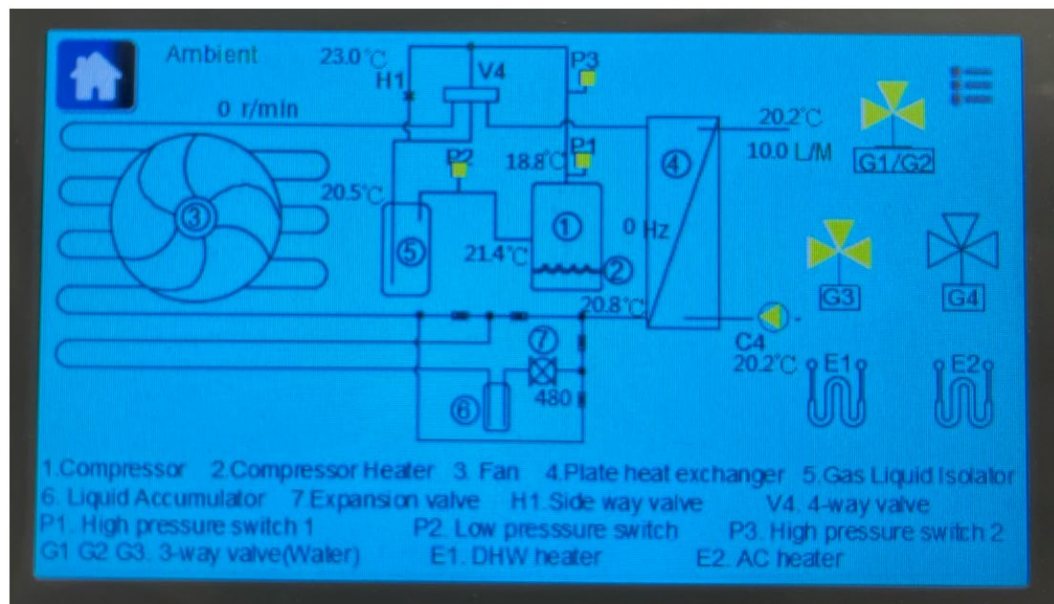 Ambient 23.0 °C
H1 V4 P3
0 r/min
20.2°C
10.0 L/M
G1/G2
P2 18.8°C P1
4
20.5°C
3 5 1 0 Hz
21.4°C 2
G3 G4
20.8°C
7
C4
20.2°C E1 E2
480
6
1.Compressor 2.Compressor Heater 3. Fan 4.Plate heat exchanger 5.Gas Liquid Isolator
6. Liquid Accumulator 7.Expansion valve H1.Side way valve V4. 4-way valve
P1. High pressure switch 1 P2. Low presssure switch P3. High pressure switch 2
G1 G2 G3. 3-way valve(Water) E1. DHW heater E2. AC heater